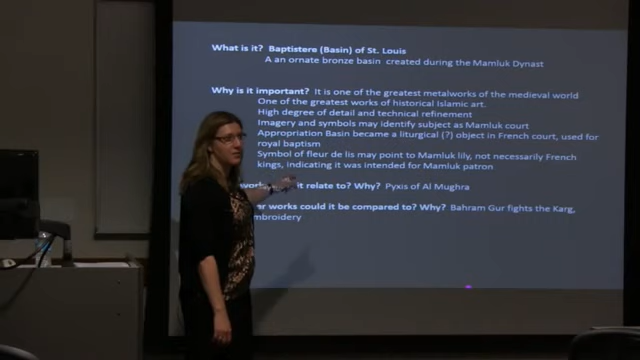 What is it? Baptistere (Basin) of St. Louis
A an ornate bronze basin created during the Mamluk Dynast
Why is it important? It is one of the greatest metalworks of the medieval world
One of the greatest works of historical Islamic art.
High degree of detail and technical refinement
Imagery and symbols may identify subject as Mamluk court
Appropriation Basin became a liturgical (?) object in French court, used for
royal baptism
Symbol of fleur de lis may point to Mamluk lily, not necessarily French
kings, indicating it was intended for Mamluk patron
it relate to? Why? Pyxis of Al Mughra
works could it be compared to? Why? Bahram Gur fights the Karg,